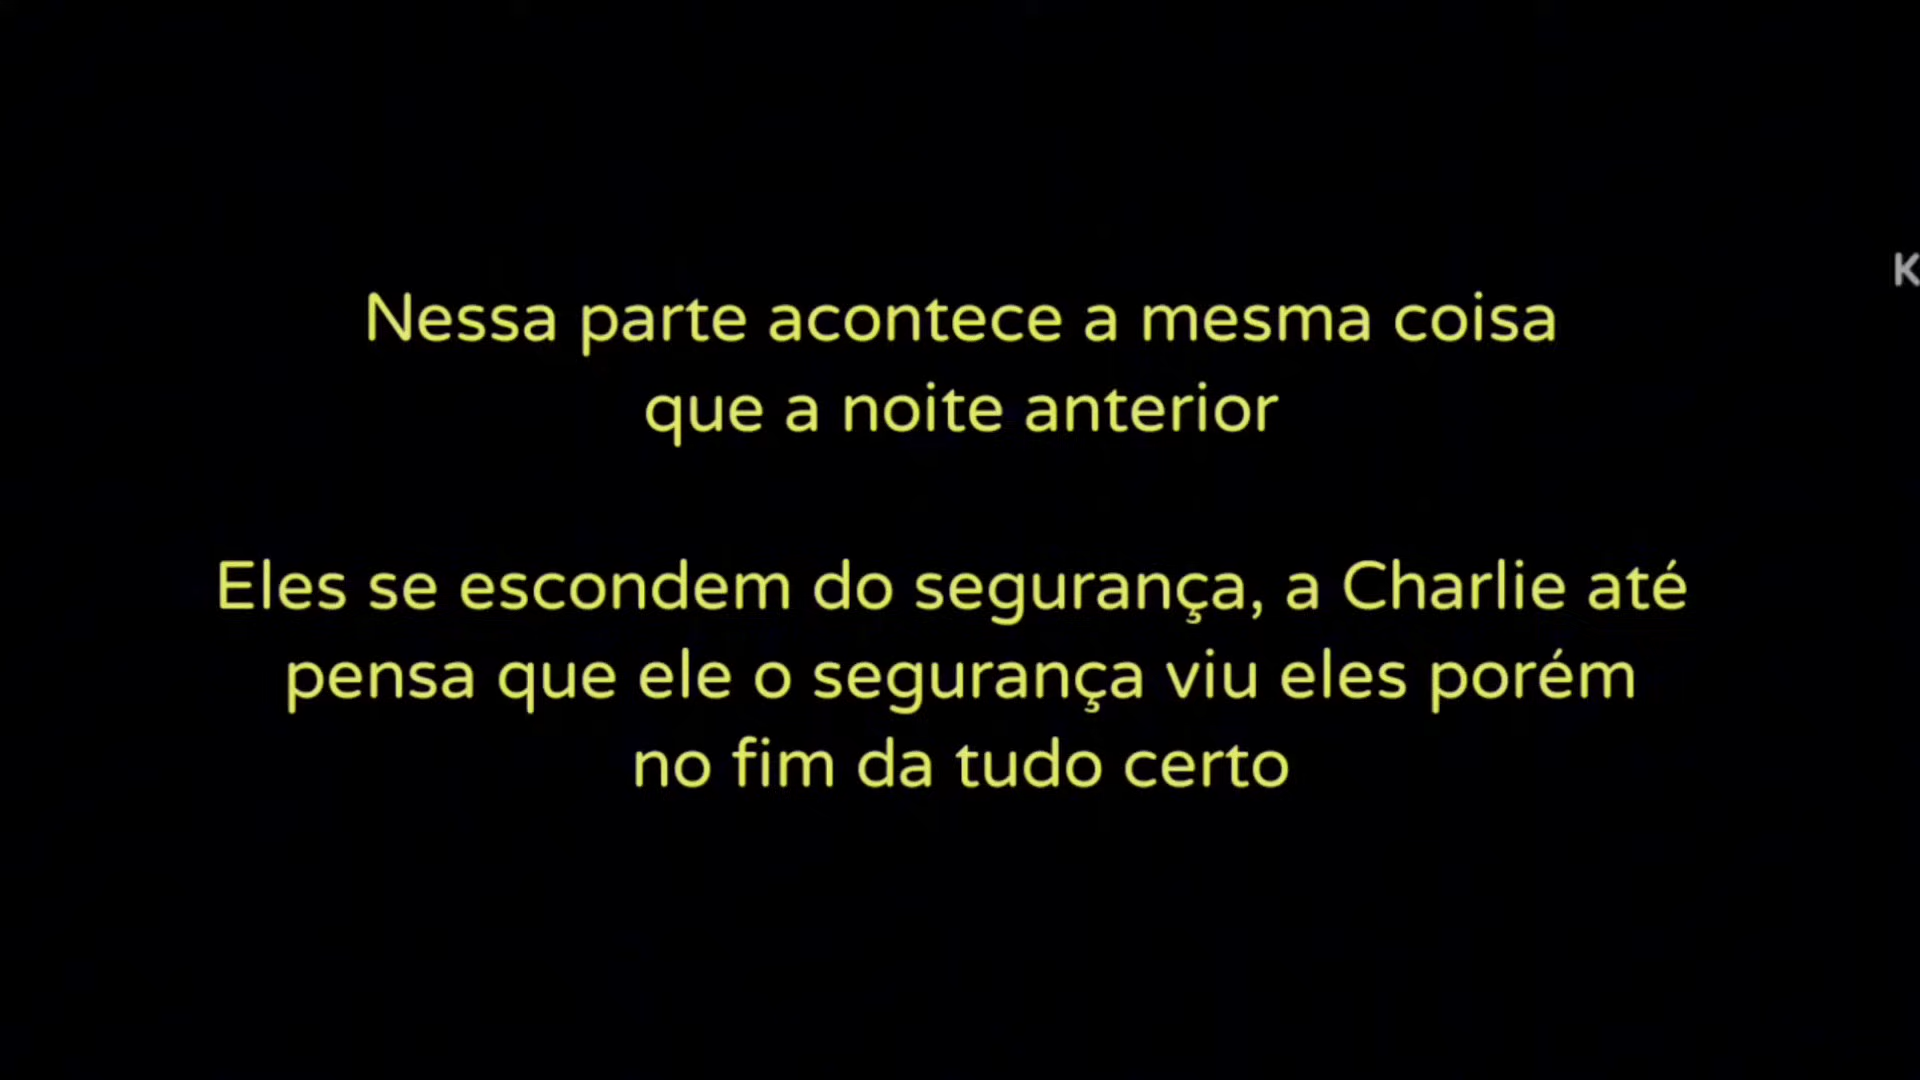 Nessa parte acontece a mesma coisa
que a noite anterior
Eles se escondem do segurança, a Charlie até
pensa que ele o segurança viu eles porém
no fim da tudo certo
K